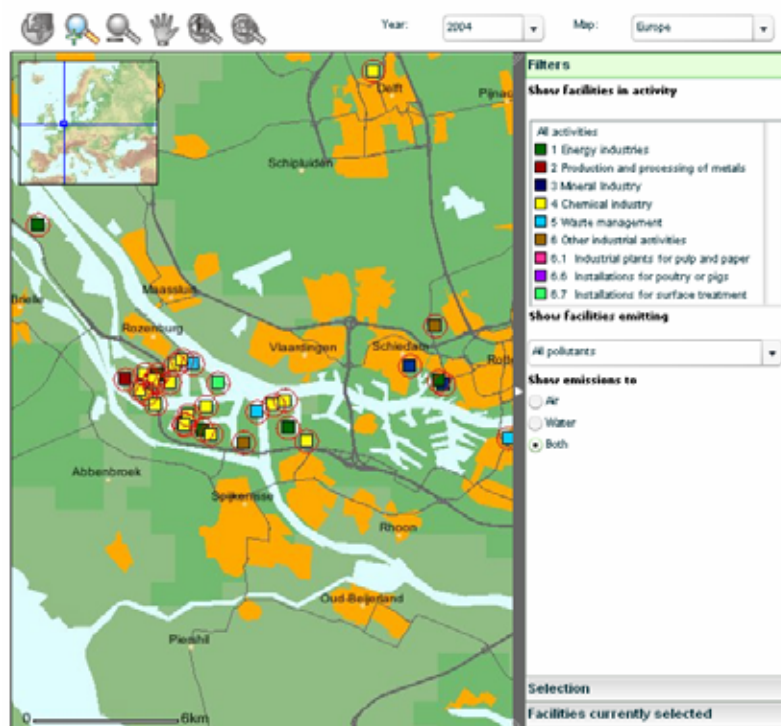 Year:
2004
Map:
Europe
Delft
Pijnac
Schipluiden
Maassluis
Brielle
Rozenburg
Vlaardingen
Schiedam
Rott
Abbenbroek
Spijkenisse
Rhoon
Oud-Beijerland
Piershil
0
6km
Filters
Show facilities in activity
All activities
1 Energy industries
2 Production and processing of metals
3 Mineral Industry
4 Chemical industry
5 Waste management
6 Other industrial activities
6.1 Industrial plants for pulp and paper
6.6 Installations for poultry or pigs
6.7 Installations for surface treatment
Show facilities emitting
All pollutants
Show emissions to
Air
Water
Both
Selection
Facilities currently selected